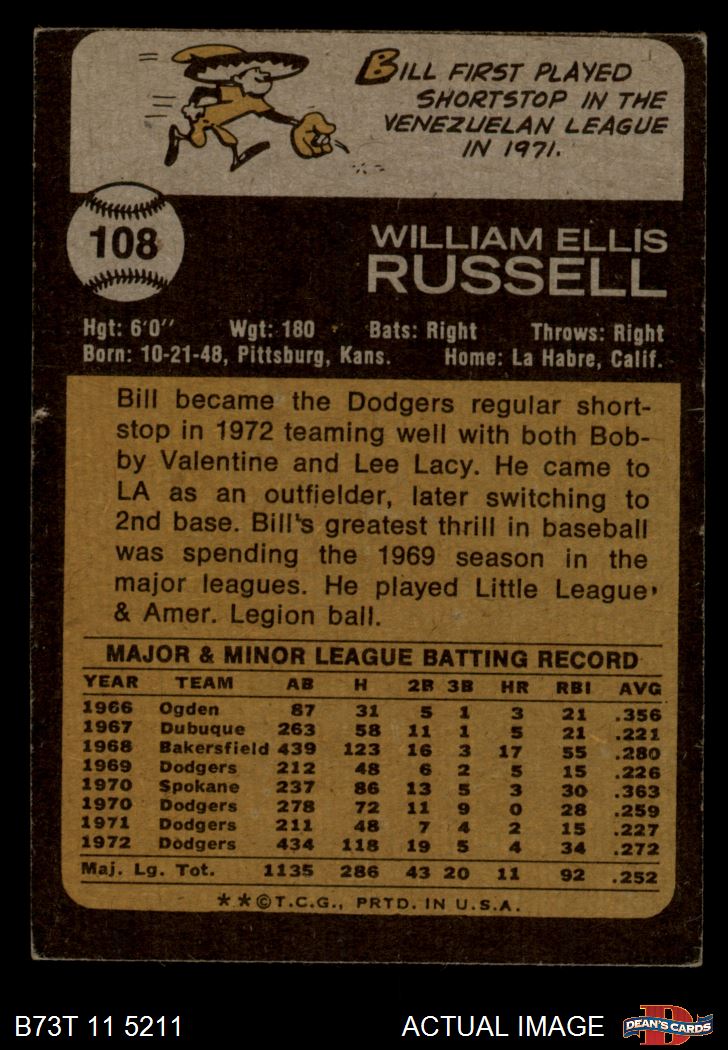 BILL FIRST PLAYED
SHORTSTOP IN THE
VENEZUELAN LEAGUE
IN 1971.
108
WILLIAM ELLIS
RUSSELL
Hgt: 6'0'' Wgt: 180 Bats: Right Throws: Right
Born: 10-21-48, Pittsburg, Kans. Home: La Habre, Calif.
Bill became the Dodgers regular short-
stop in 1972 teaming well with both Bob-
by Valentine and Lee Lacy. He came to
LA as an outfielder, later switching to
2nd base. Bill's greatest thrill in baseball
was spending the 1969 season in the
major leagues. He played Little League
& Amer. Legion ball.
MAJOR & MINOR LEAGUE BATTING RECORD
YEAR TEAM AB H 2B 3B HR RBI AVG
1966 Ogden 87 31 5 1 3 21 .356
1967 Dubuque 263 58 11 1 5 21 .221
1968 Bakersfield 439 123 16 3 17 55 .280
1969 Dodgers 212 48 6 2 5 15 .226
1970 Spokane 237 86 13 5 3 30 .363
1970 Dodgers 278 72 11 9 0 28 .259
1971 Dodgers 211 48 7 4 2 15 .227
1972 Dodgers 434 118 19 5 4 34 .272
Maj. Lg. Tot. 1135 286 43 20 11 92 .252
**©T.C.G., PRTD. IN U.S.A.
B73T 11 5211 ACTUAL IMAGE DEAN'S CARDS